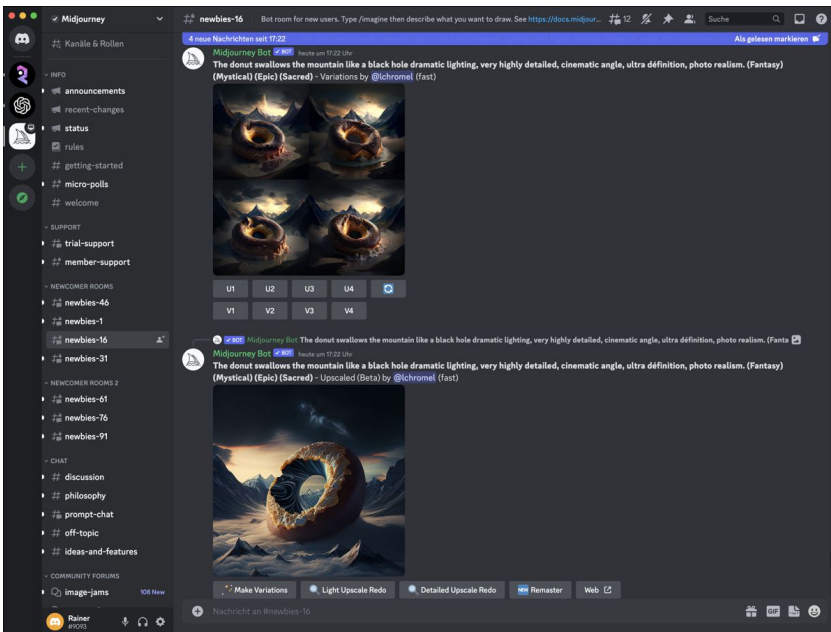 Midjourney
Kanäle & Rollen
INFO
announcements
recent-changes
status
rules
getting-started
micro-polls
welcome
SUPPORT
trial-support
member-support
NEWCOMER ROOMS
newbies-46
newbies-1
newbies-16
newbies-31
NEWCOMER ROOMS 2
newbies-61
newbies-76
newbies-91
CHAT
discussion
philosophy
prompt-chat
off-topic
ideas-and-features
COMMUNITY FORUMS
image-jams 108 New
Rainer
#9093
newbies-16 Bot room for new users. Type /imagine then describe what you want to draw. See https://docs.midjour... 12 Suche
4 neue Nachrichten seit 17:22 Als gelesen markieren
Midjourney Bot BOT heute um 17:22 Uhr
The donut swallows the mountain like a black hole dramatic lighting, very highly detailed, cinematic angle, ultra définition, photo realism. (Fantasy)
(Mystical) (Epic) (Sacred) - Variations by @lchromel (fast)
U1 U2 U3 U4
V1 V2 V3 V4
BOT Midjourney Bot The donut swallows the mountain like a black hole dramatic lighting, very highly detailed, cinematic angle, ultra définition, photo realism. (Fanta
Midjourney Bot BOT heute um 17:22 Uhr
The donut swallows the mountain like a black hole dramatic lighting, very highly detailed, cinematic angle, ultra définition, photo realism. (Fantasy)
(Mystical) (Epic) (Sacred) - Upscaled (Beta) by @lchromel (fast)
Make Variations Light Upscale Redo Detailed Upscale Redo NEW Remaster Web
Nachricht an #newbies-16 GIF